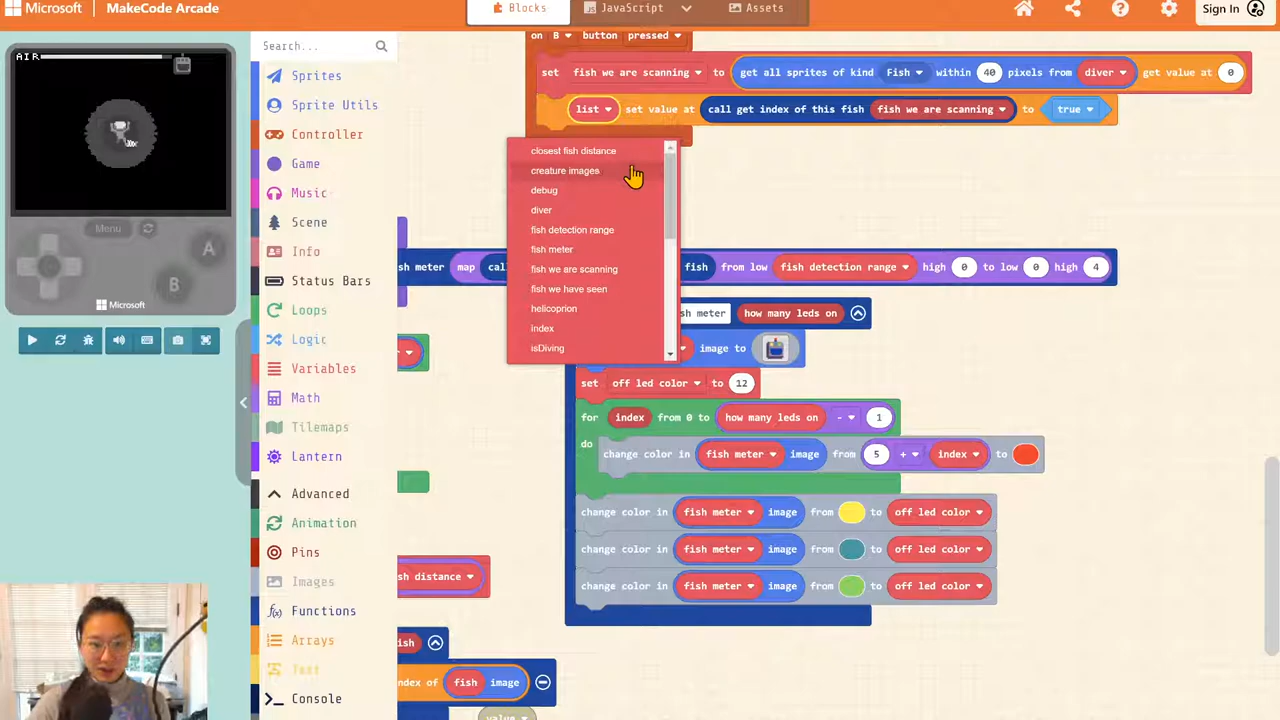 Microsoft MakeCode Arcade
Blocks JavaScript Assets
Sign In
AIR
Menu
A
B
Microsoft
Search...
Sprites
Sprite Utils
Controller
Game
Music
Scene
Info
Status Bars
Loops
Logic
Variables
Math
Tilemaps
Lantern
Advanced
Animation
Pins
Images
Functions
Arrays
Text
Console
on B button pressed
set fish we are scanning to get all sprites of kind Fish within 40 pixels from diver get value at 0
list set value at call get index of this fish fish we are scanning to true
closest fish distance
creature images
debug
diver
fish detection range
fish meter
fish we are scanning
fish we have seen
helicoprion
index
isDiving
sh meter map cal fish from low fish detection range high 0 to low 0 high 4
sh meter how many leds on
image to
set off led color to 12
for index from 0 to how many leds on - 1
do change color in fish meter image from 5 + index to
change color in fish meter image from to off led color
change color in fish meter image from to off led color
change color in fish meter image from to off led color
sh distance
ish
ndex of fish image
value